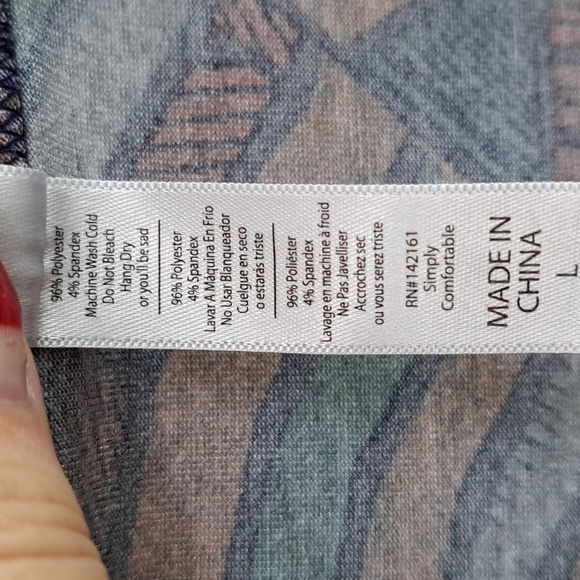 96% Polyester
4% Spandex
Machine Wash Cold
Do Not Bleach
Hang Dry
or you'll be sad
96% Polyester
4% Spandex
Lavar A Máquina En Frio
No Usar Blanqueador
Cuelgue en seco
o estarás triste
96% Poliéster
4% Spandex
Lavage en machine à froid
Ne Pas Javelliser
Accrochez sec
ou vous serez triste
RN#142161
Simply
Comfortable
MADE IN
CHINA
L